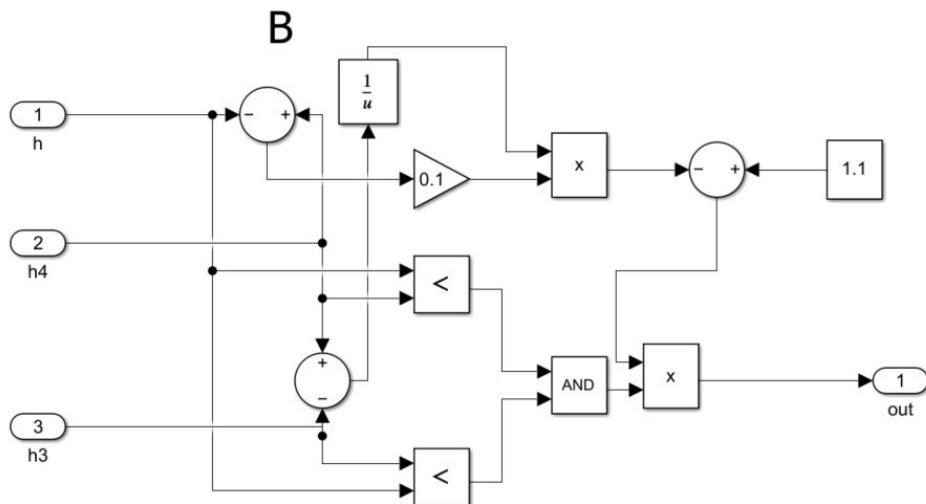 B
1
h
− +
1
u
0.1
x
− +
1.1
2
h4
<
+
−
AND
x
1
out
3
h3
<